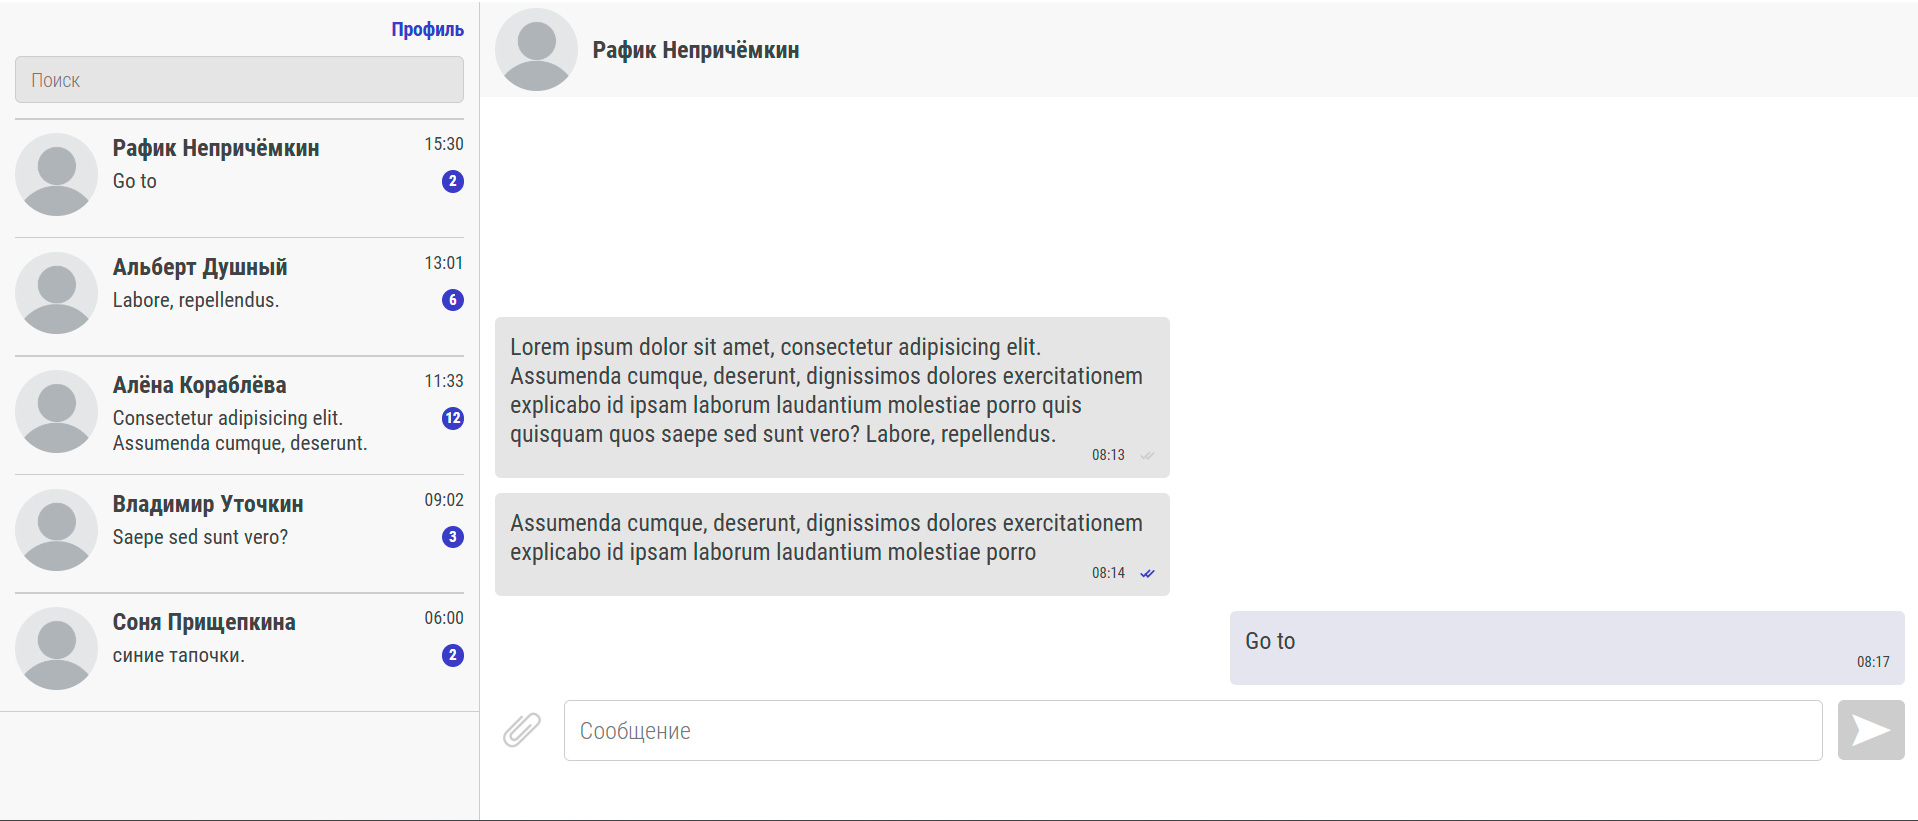 Профиль
Поиск
Рафик Непричёмкин
15:30
Go to
2
Альберт Душный
13:01
Labore, repellendus.
6
Алёна Кораблёва
11:33
Consectetur adipisicing elit.
12
Assumenda cumque, deserunt.
Владимир Уточкин
09:02
Saepe sed sunt vero?
3
Соня Прищепкина
06:00
синие тапочки.
2
Рафик Непричёмкин
Lorem ipsum dolor sit amet, consectetur adipisicing elit.
Assumenda cumque, deserunt, dignissimos dolores exercitationem
explicabo id ipsam laborum laudantium molestiae porro quis
quisquam quos saepe sed sunt vero? Labore, repellendus.
08:13
Assumenda cumque, deserunt, dignissimos dolores exercitationem
explicabo id ipsam laborum laudantium molestiae porro
08:14
Go to
08:17
Сообщение